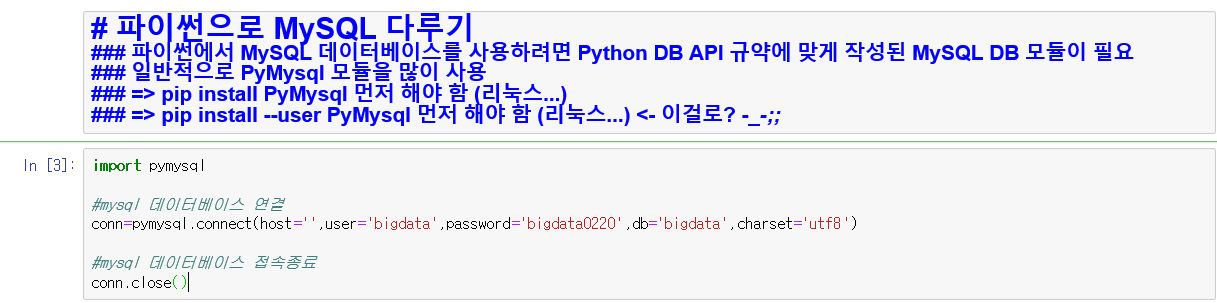 # 파이썬으로 MySQL 다루기
### 파이썬에서 MySQL 데이터베이스를 사용하려면 Python DB API 규약에 맞게 작성된 MySQL DB 모듈이 필요
### 일반적으로 PyMysql 모듈을 많이 사용
### => pip install PyMysql 먼저 해야 함 (리눅스...)
### => pip install --user PyMysql 먼저 해야 함 (리눅스...) <- 이걸로? -_-;;
In [3]: import pymysql
#mysql 데이터베이스 연결
conn=pymysql.connect(host='',user='bigdata',password='bigdata0220',db='bigdata',charset='utf8')
#mysql 데이터베이스 접속종료
conn.close()